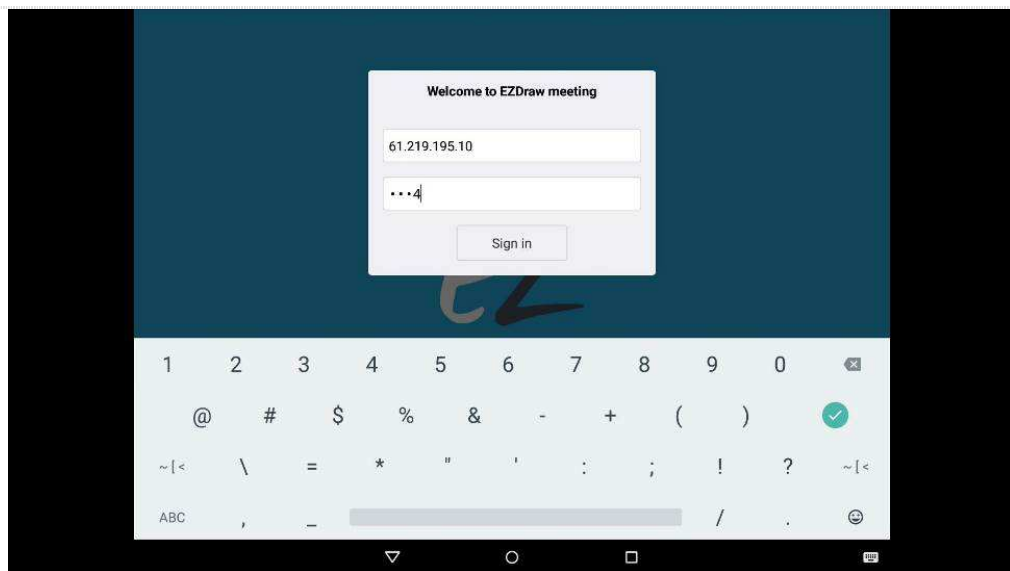 Welcome to EZDraw meeting
61.219.195.10
•••4
Sign in
ez
1 2 3 4 5 6 7 8 9 0
@ # $ % & - + ( )
~ [ < \ = * " ' : ; ! ? ~ [ <
ABC , _ / .